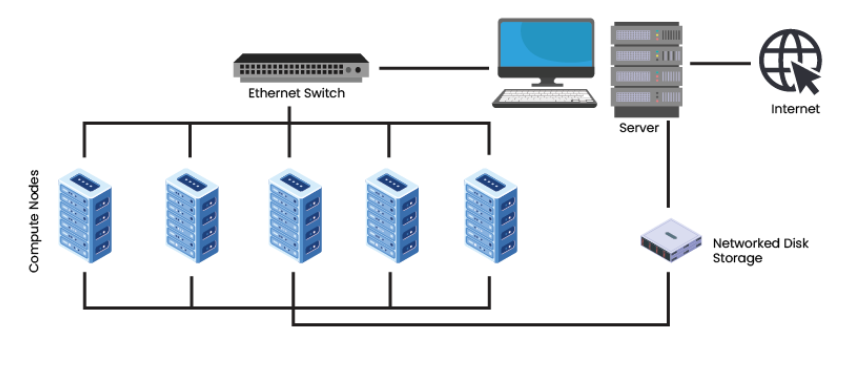 Ethernet Switch
Server
Internet
Compute Nodes
Networked Disk
Storage